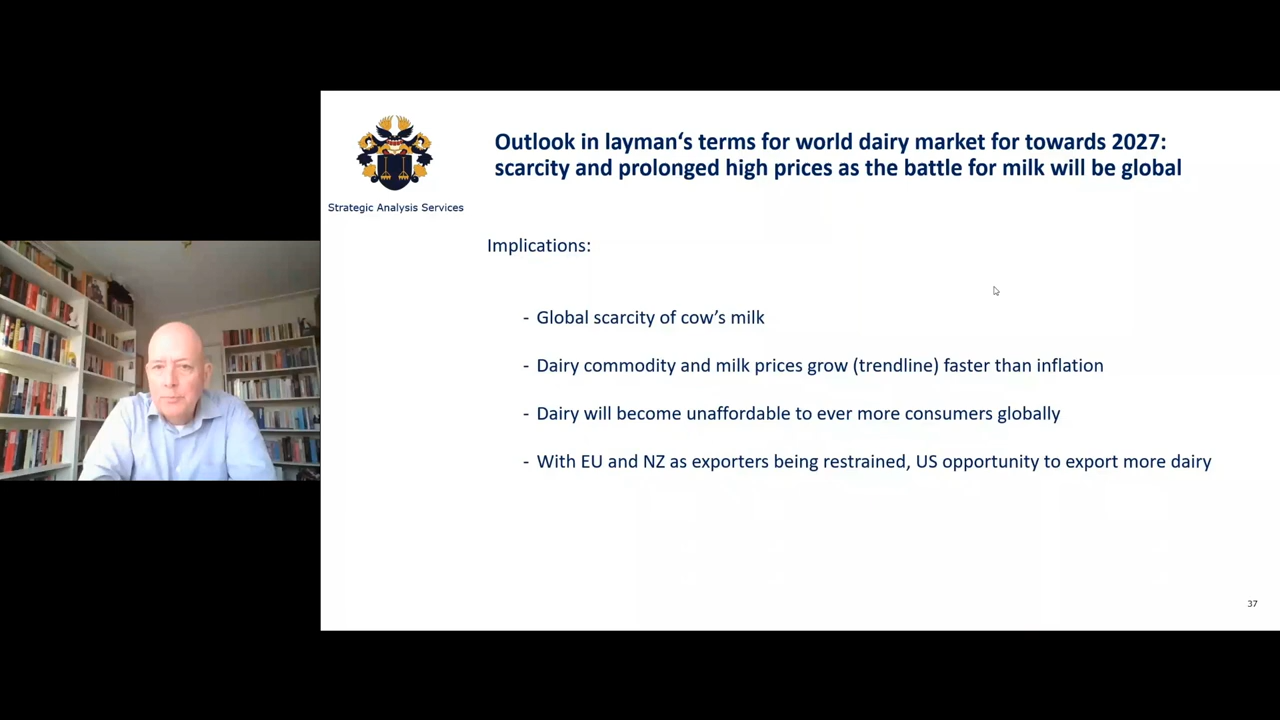 Outlook in layman‘s terms for world dairy market for towards 2027:
scarcity and prolonged high prices as the battle for milk will be global
Strategic Analysis Services
Implications:
- Global scarcity of cow’s milk
- Dairy commodity and milk prices grow (trendline) faster than inflation
- Dairy will become unaffordable to ever more consumers globally
- With EU and NZ as exporters being restrained, US opportunity to export more dairy
37